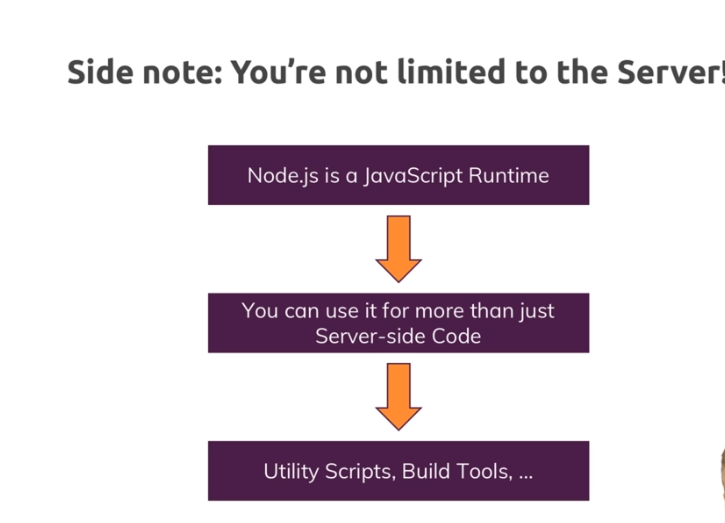 Side note: You're not limited to the Server!
Node.js is a JavaScript Runtime
You can use it for more than just
Server-side Code
Utility Scripts, Build Tools, ...